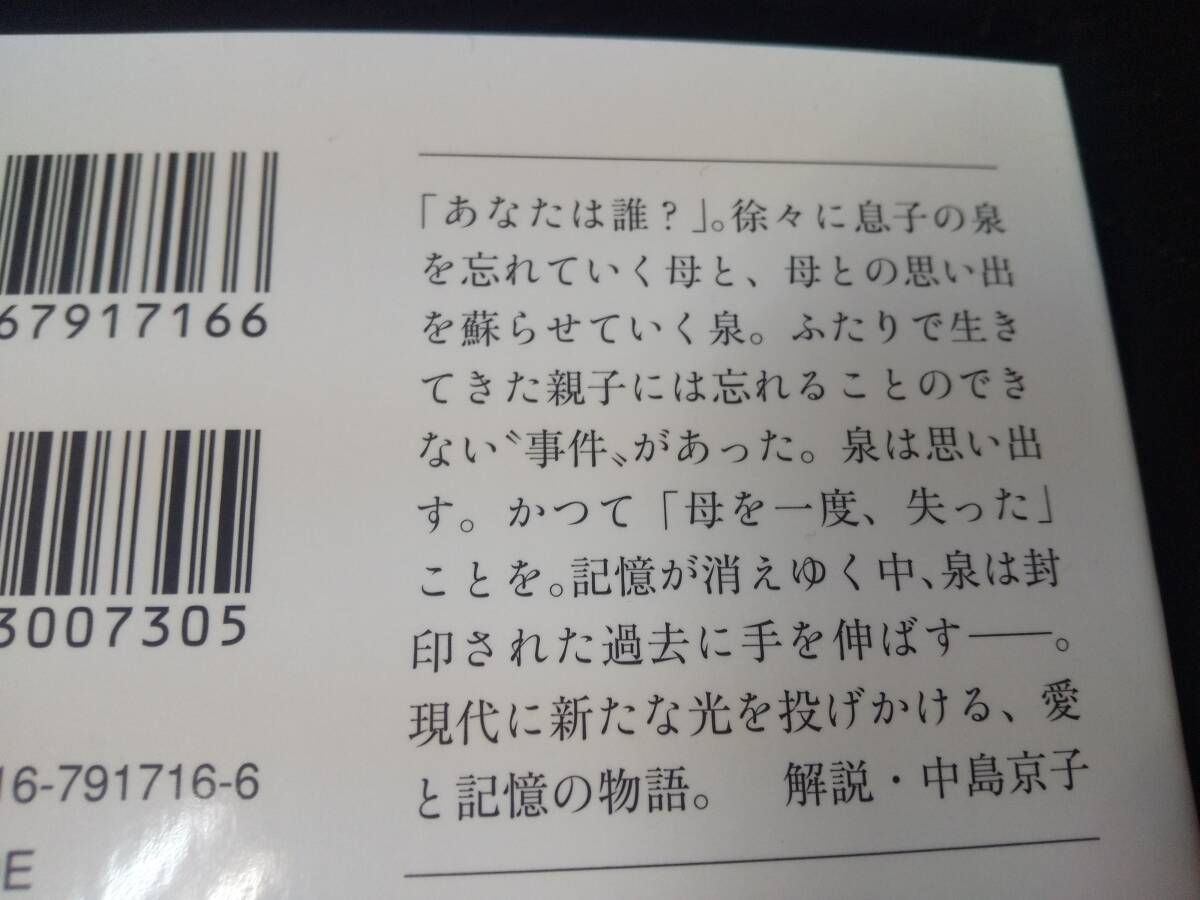 67917166
3007305
16-791716-6
「あなたは誰？」。徐々に息子の泉
を忘れていく母と、母との思い出
を蘇らせていく泉。ふたりで生き
てきた親子には忘れることのでき
ない〝事件〟があった。泉は思い出
す。かつて「母を一度、失った」
ことを。記憶が消えゆく中、泉は封
印された過去に手を伸ばす――。
現代に新たな光を投げかける、愛
と記憶の物語。　解説・中島京子